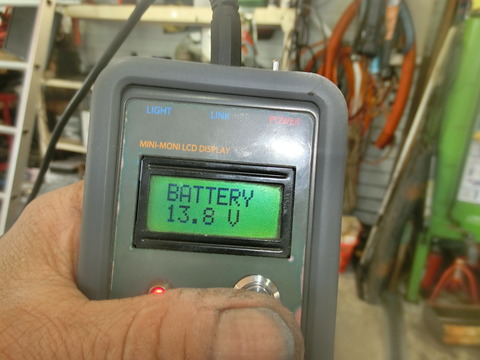 LIGHT LINK POWER
MINI-MONI LCD DISPLAY
BATTERY
13.8 V